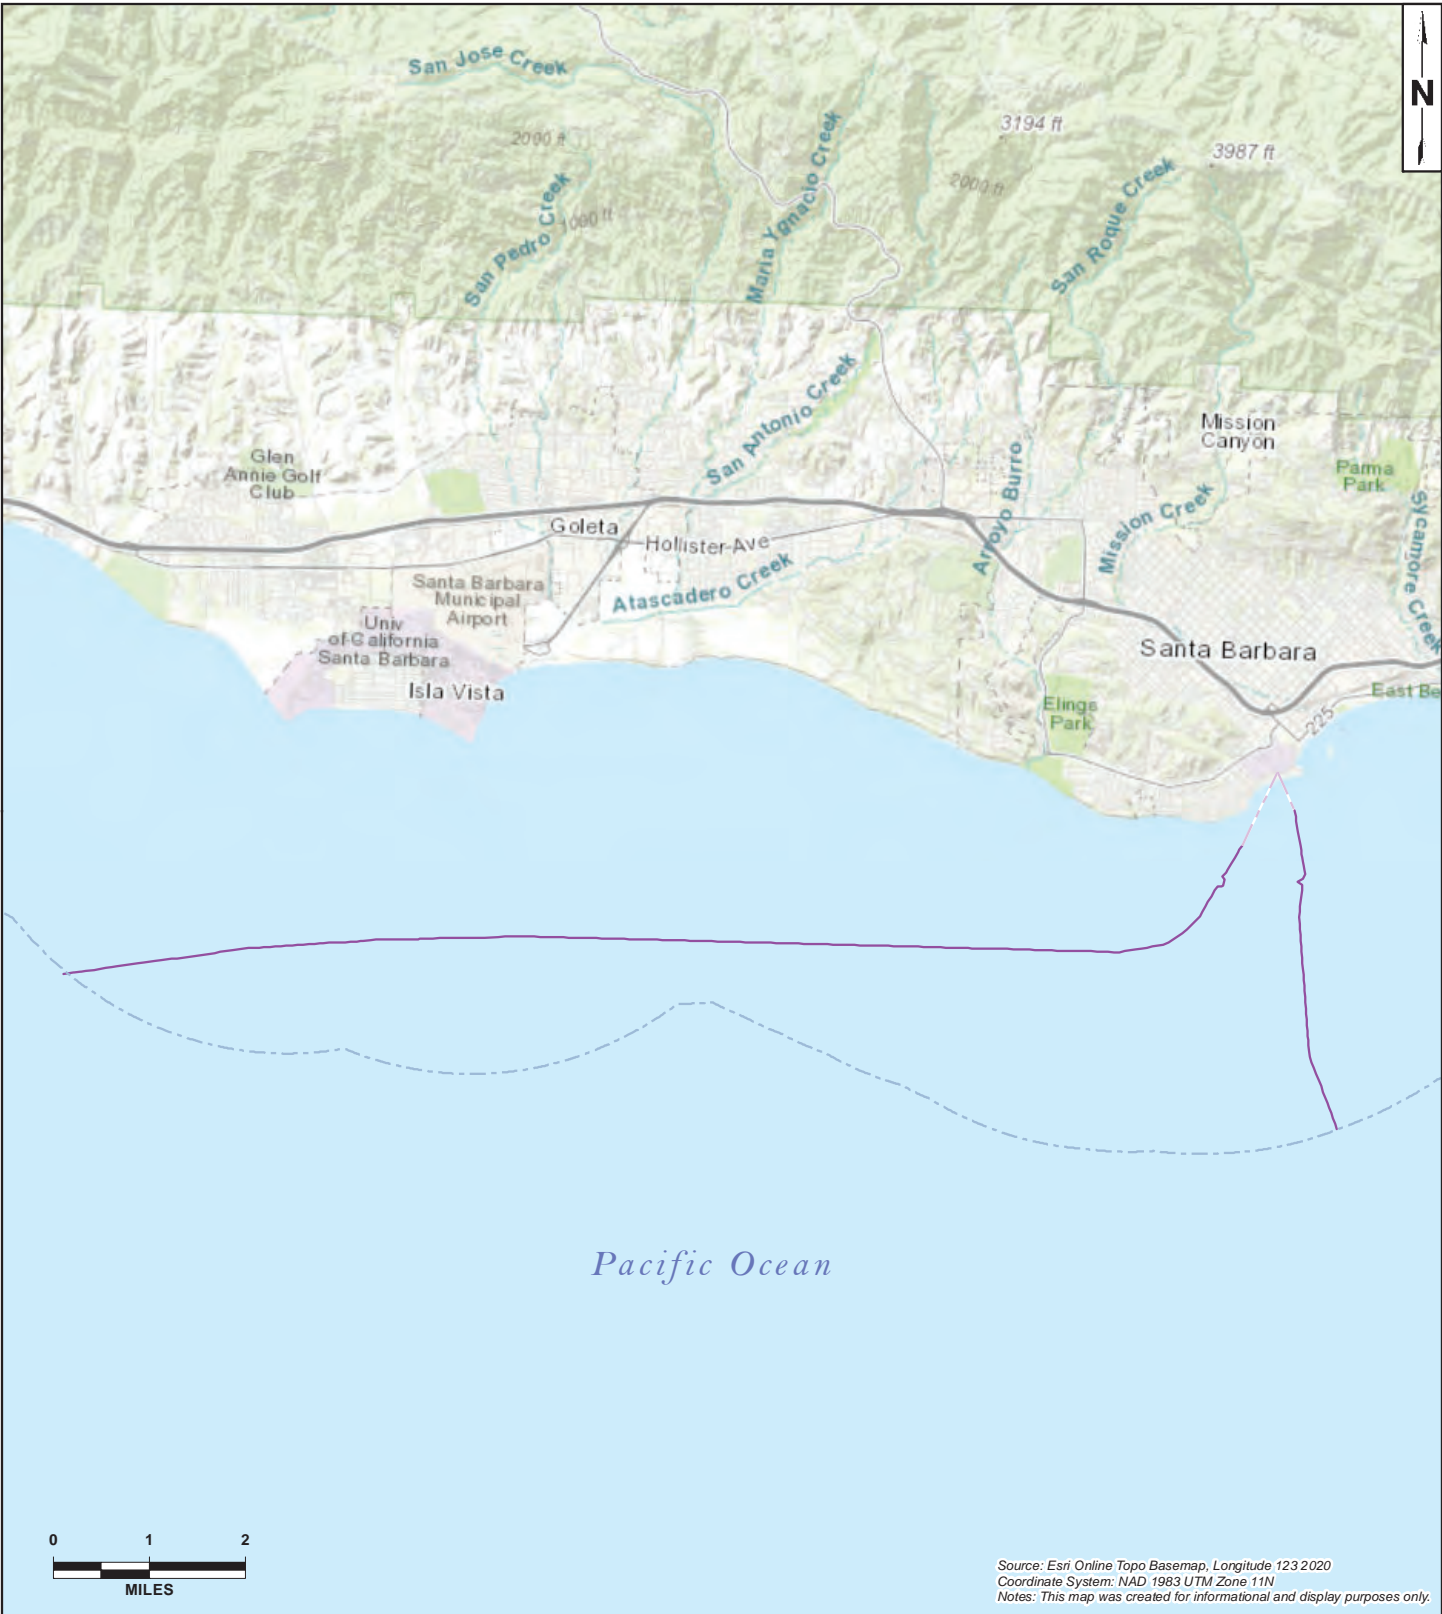 San Jose Creek
N
2000 ft
3194 ft
3987 ft
Maria Ygnacio Creek
San Pedro Creek
1000 ft
2000 ft
San Roque Creek
San Antonio Creek
Mission
Canyon
Glen
Annie Golf
Club
Parma
Park
Arroyo Burro
Mission Creek
Sycamore Creek
Goleta
Hollister Ave
Atascadero Creek
Santa Barbara
Municipal
Airport
Univ
of California
Santa Barbara
Isla Vista
Santa Barbara
Elings
Park
East Be
225
Pacific Ocean
0 1 2
MILES
Source: Esri Online Topo Basemap, Longitude 123 2020
Coordinate System: NAD 1983 UTM Zone 11N
Notes: This map was created for informational and display purposes only.